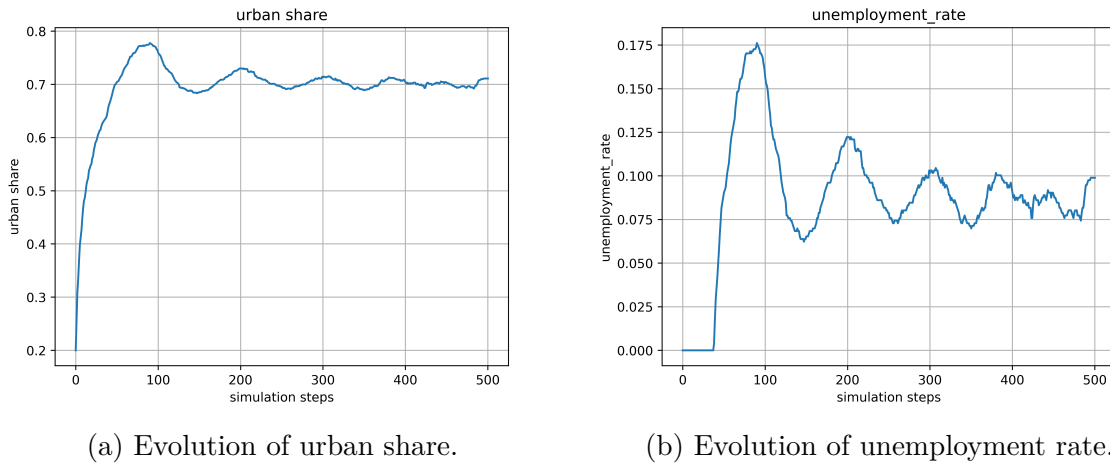 urban share
0.8
0.7
0.6
0.5
0.4
0.3
0.2
urban share
0 100 200 300 400 500
simulation steps
(a) Evolution of urban share.
unemployment_rate
0.175
0.150
0.125
0.100
0.075
0.050
0.025
0.000
unemployment_rate
0 100 200 300 400 500
simulation steps
(b) Evolution of unemployment rate.